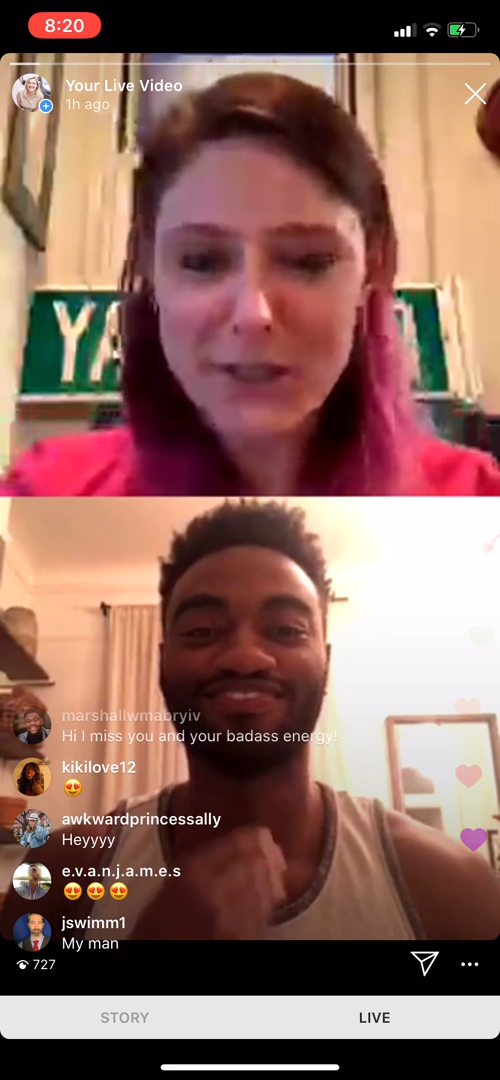 8:20
Your Live Video
1h ago
YA
marshallwmabryiv
Hi I miss you and your badass energy!
kikilove12
😍
awkwardprincessally
Heyyyy
e.v.a.n.j.a.m.e.s
😍😍😍
jswimm1
My man
727
STORY
LIVE